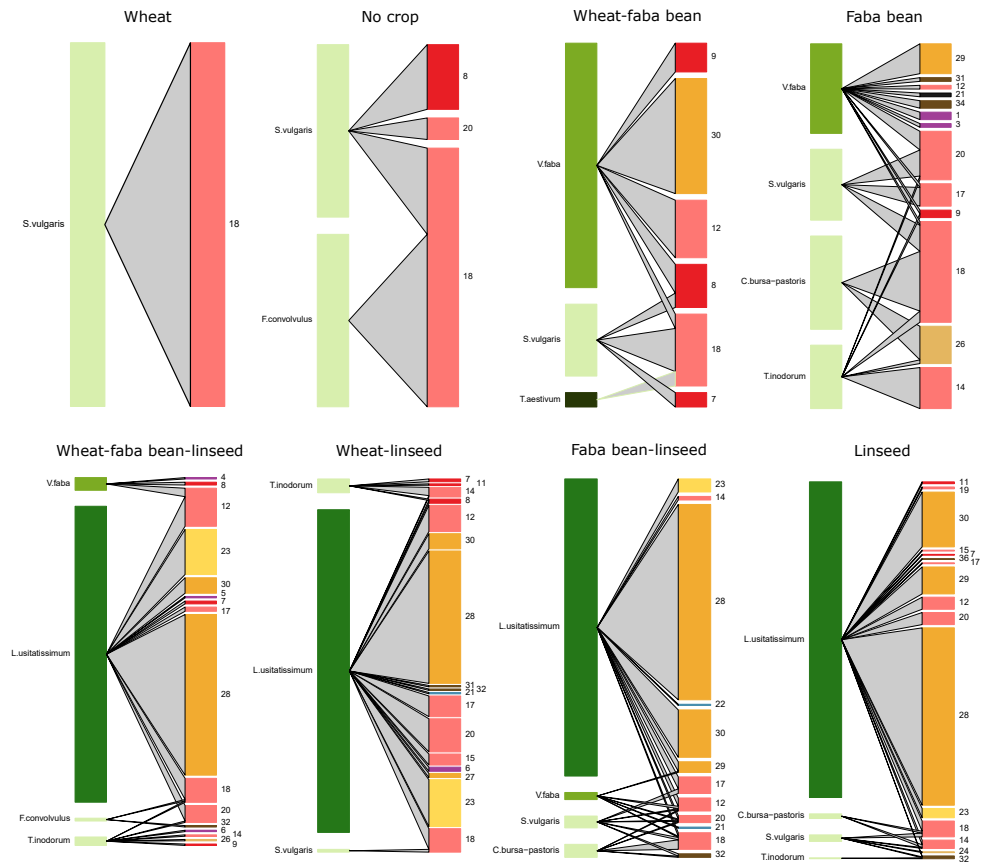 Wheat
S.vulgaris
18
No crop
S.vulgaris
F.convolvulus
8
20
18
Wheat-faba bean
V.faba
S.vulgaris
T.aestivum
9
30
12
8
18
7
Faba bean
V.faba
S.vulgaris
C.bursa−pastoris
T.inodorum
29
31
12
21
34
1
3
20
17
9
18
26
14
Wheat-faba bean-linseed
V.faba
L.usitatissimum
F.convolvulus
T.inodorum
4
8
12
23
30
5
7
17
28
18
20
32
6
14
26
9
Wheat-linseed
T.inodorum
L.usitatissimum
S.vulgaris
7
11
14
8
12
30
28
31
32
21
17
20
15
6
27
23
18
Faba bean-linseed
L.usitatissimum
V.faba
S.vulgaris
C.bursa−pastoris
23
14
28
22
30
29
17
12
20
21
18
32
Linseed
L.usitatissimum
C.bursa−pastoris
S.vulgaris
T.inodorum
11
19
30
15
7
36
17
29
12
20
28
23
18
14
24
32